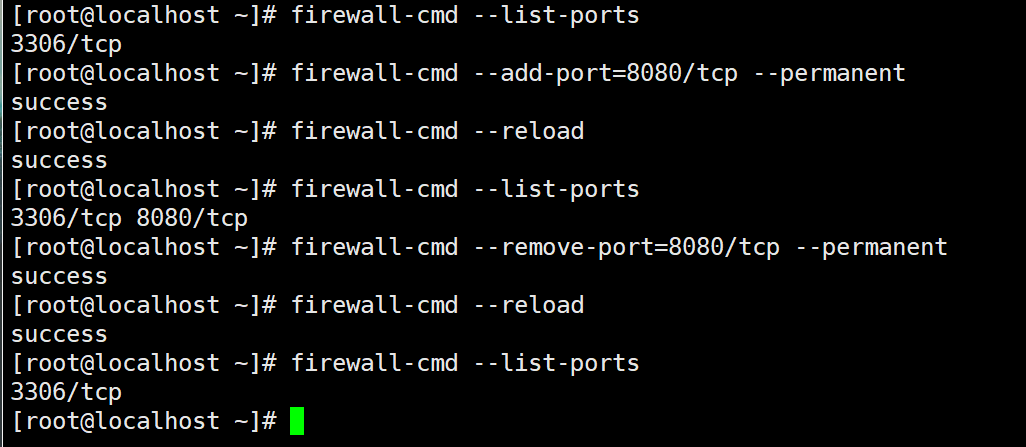 [root@localhost ~]# firewall-cmd --list-ports
3306/tcp
[root@localhost ~]# firewall-cmd --add-port=8080/tcp --permanent
success
[root@localhost ~]# firewall-cmd --reload
success
[root@localhost ~]# firewall-cmd --list-ports
3306/tcp 8080/tcp
[root@localhost ~]# firewall-cmd --remove-port=8080/tcp --permanent
success
[root@localhost ~]# firewall-cmd --reload
success
[root@localhost ~]# firewall-cmd --list-ports
3306/tcp
[root@localhost ~]#